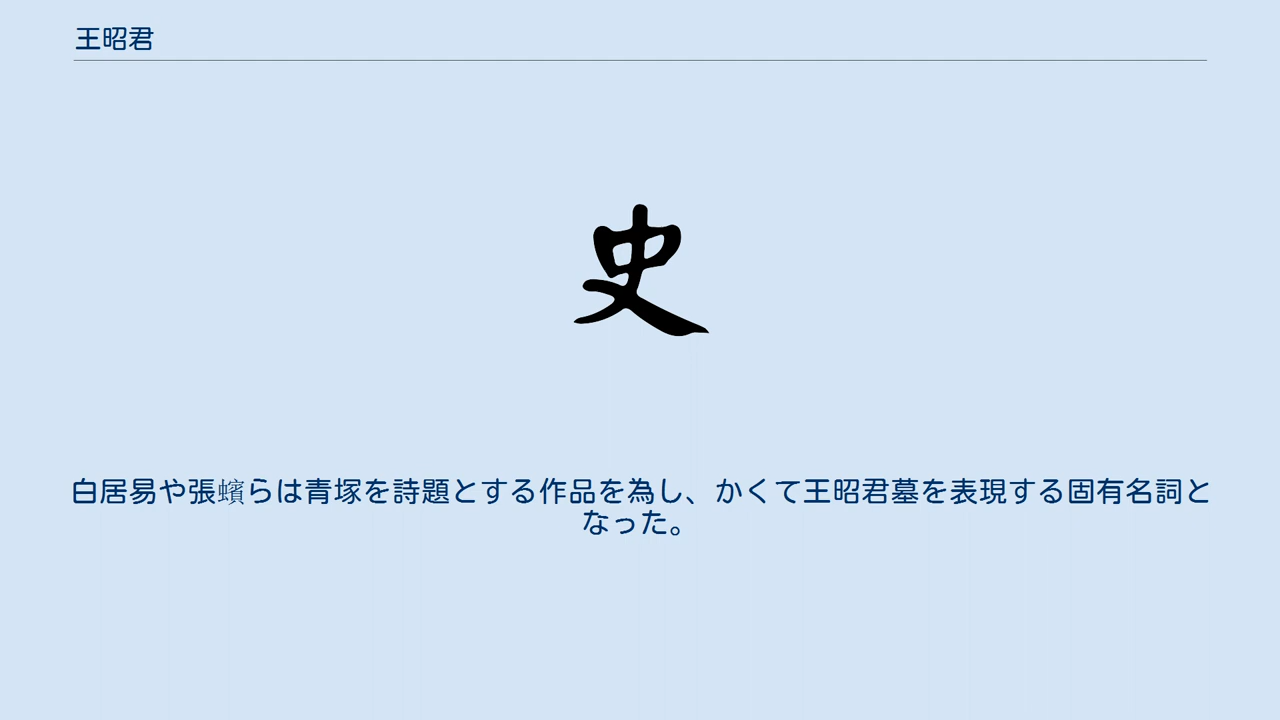 王昭君
史
白居易や張蠙らは青塚を詩題とする作品を為し、かくて王昭君墓を表現する固有名詞と
なった。